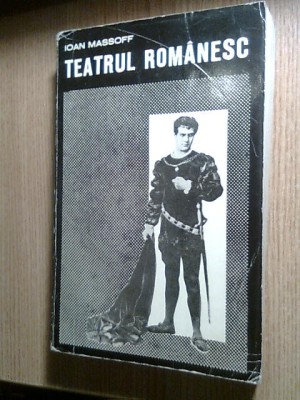 IOAN MASSOFF
TEATRUL ROMÂNESC